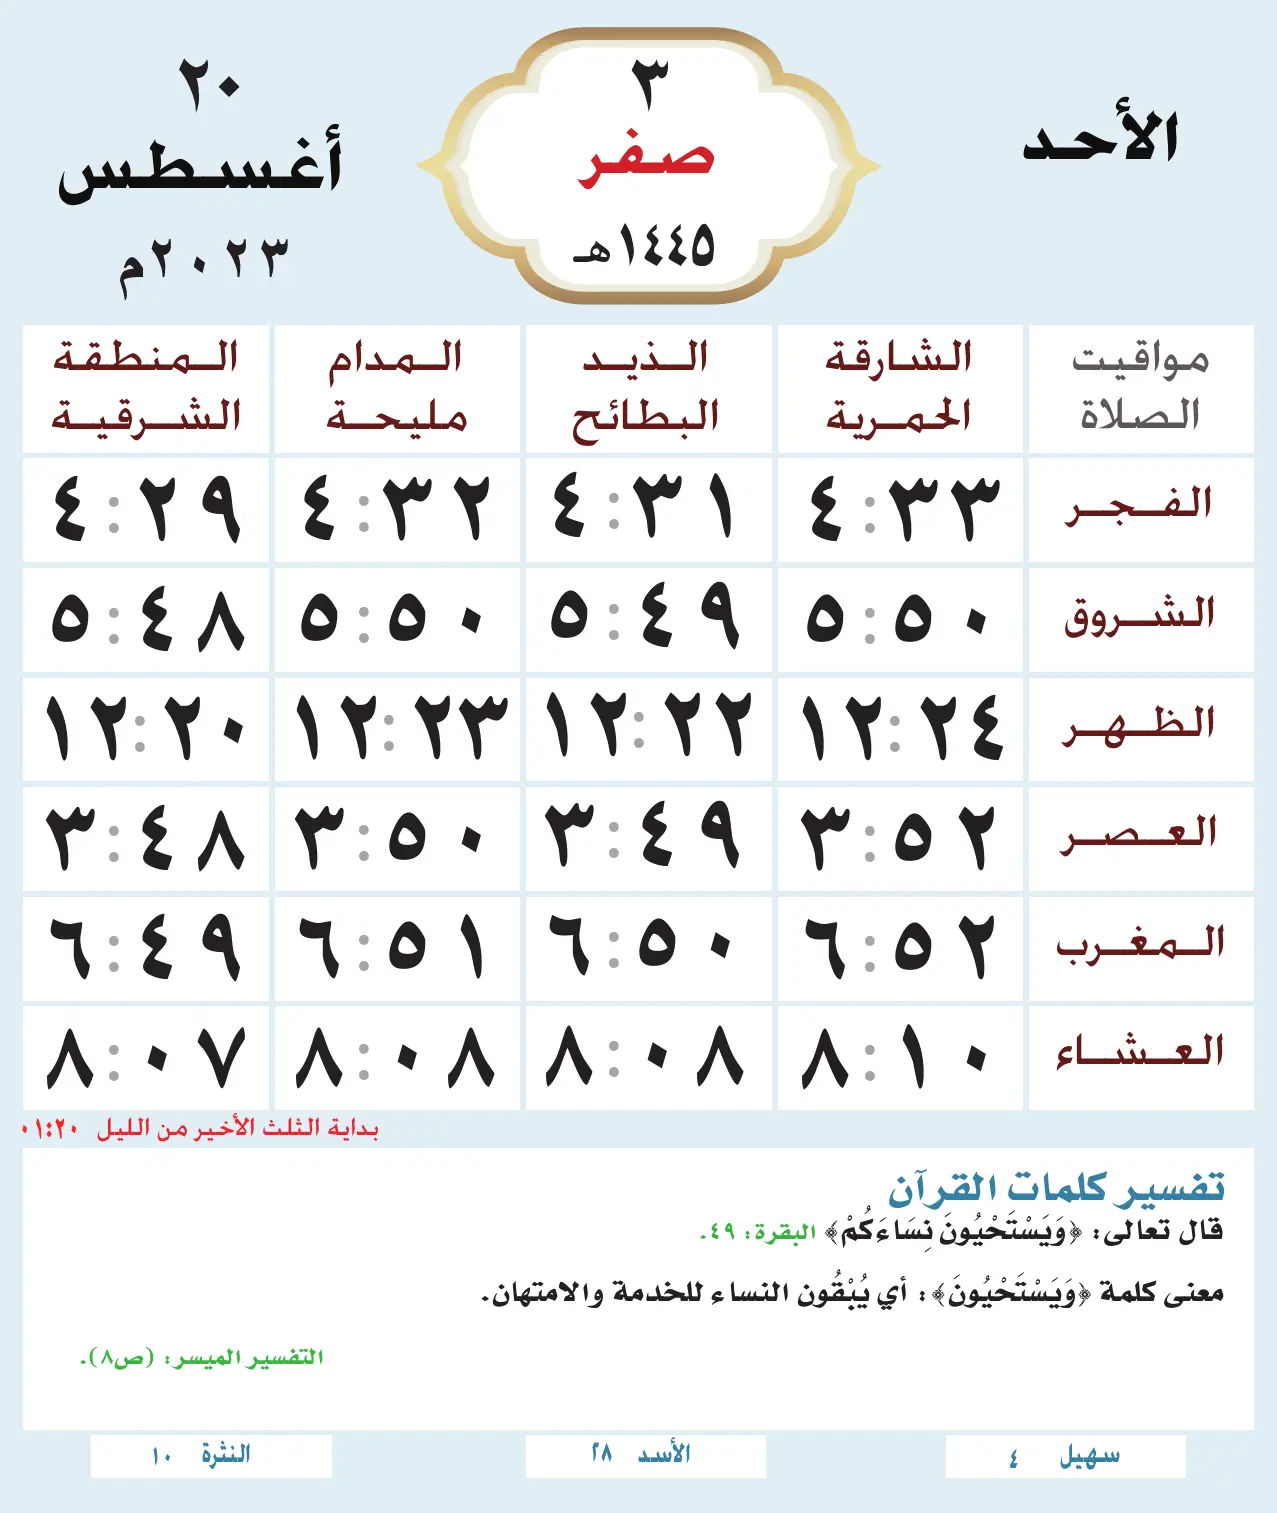 الأحد
٣
صفر
١٤٤٥هـ
٢٠
أغسطس
٢٠٢٣م
مواقيت الصلاة	الشارقة الحمرية	الذيد البطائح	المدام مليحة	المنطقة الشرقية
الفجر	٤:٣٣	٤:٣١	٤:٣٢	٤:٢٩
الشروق	٥:٥٠	٥:٤٩	٥:٥٠	٥:٤٨
الظهر	١٢:٢٤	١٢:٢٢	١٢:٢٣	١٢:٢٠
العصر	٣:٥٢	٣:٤٩	٣:٥٠	٣:٤٨
المغرب	٦:٥٢	٦:٥٠	٦:٥١	٦:٤٩
العشاء	٨:١٠	٨:٠٨	٨:٠٨	٨:٠٧
بداية الثلث الأخير من الليل ٠١:٢٠
تفسير كلمات القرآن
قال تعالى: ﴿وَيَسْتَحْيُونَ نِسَاءَكُمْ﴾ البقرة: ٤٩.
معنى كلمة ﴿وَيَسْتَحْيُونَ﴾: أي يُبْقُون النساء للخدمة والامتهان.
التفسير الميسر: (ص٨).
سهيل ٤	الأسد ٢٨	النثرة ١٠